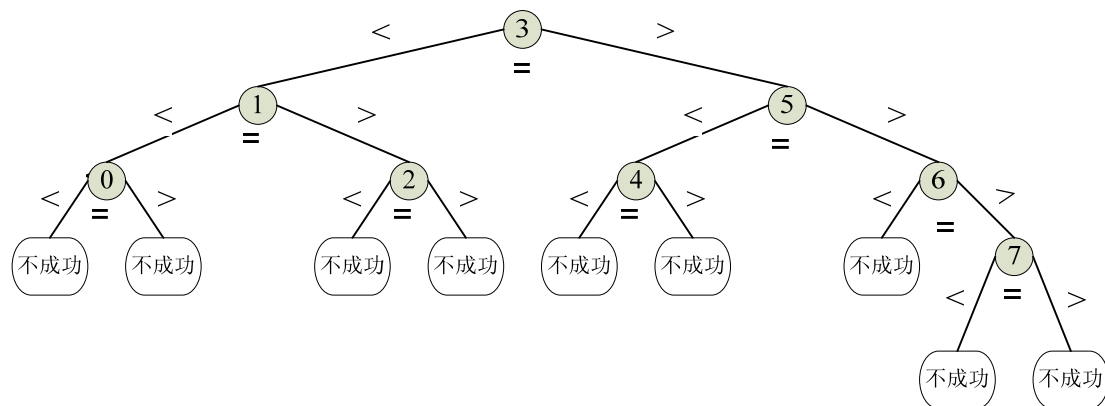 < 3 >
=
< 1 > < 5 >
= =
< 0 > < 2 > < 4 > < 6 >
= = = =
不成功 不成功 不成功 不成功 不成功 不成功 不成功 7
< = >
不成功 不成功